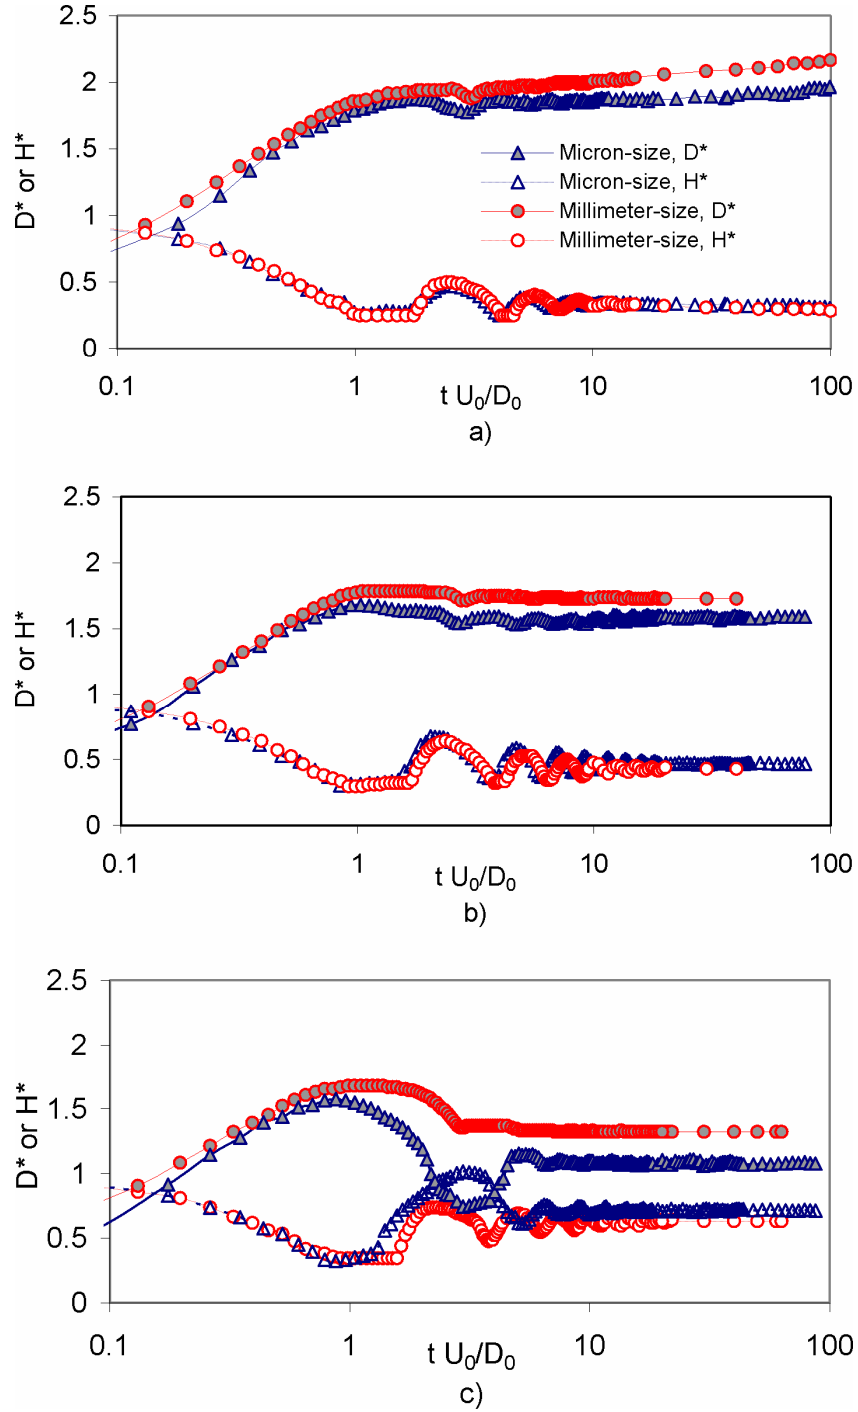 2.5
2
1.5
1
0.5
0
D* or H*
Micron-size, D*
Micron-size, H*
Millimeter-size, D*
Millimeter-size, H*
0.1 1 10 100
t U₀/D₀
a)
2.5
2
1.5
1
0.5
0
D* or H*
0.1 1 10 100
t U₀/D₀
b)
2.5
2
1.5
1
0.5
0
D* or H*
0.1 1 10 100
t U₀/D₀
c)